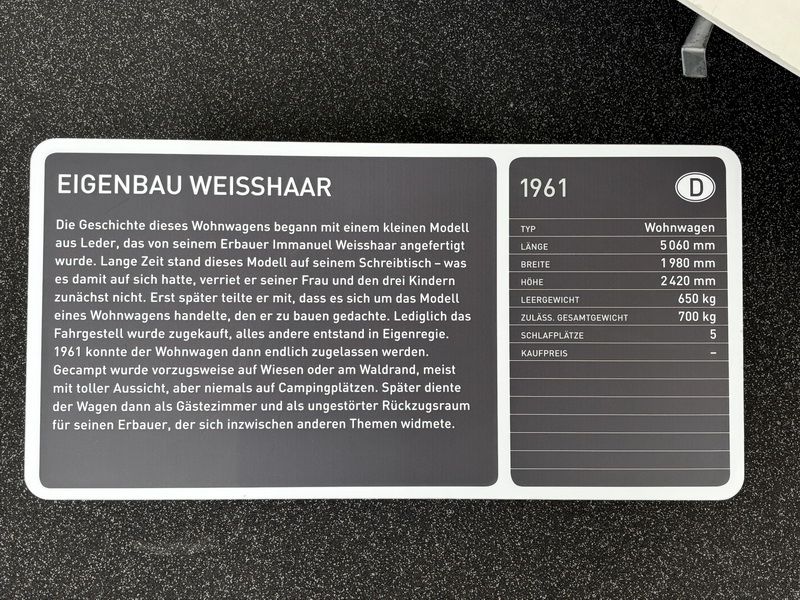 EIGENBAU WEISSHAAR
Die Geschichte dieses Wohnwagens begann mit einem kleinen Modell
aus Leder, das von seinem Erbauer Immanuel Weisshaar angefertigt
wurde. Lange Zeit stand dieses Modell auf seinem Schreibtisch – was
es damit auf sich hatte, verriet er seiner Frau und den drei Kindern
zunächst nicht. Erst später teilte er mit, dass es sich um das Modell
eines Wohnwagens handelte, den er zu bauen gedachte. Lediglich das
Fahrgestell wurde zugekauft, alles andere entstand in Eigenregie.
1961 konnte der Wohnwagen dann endlich zugelassen werden.
Gecampt wurde vorzugsweise auf Wiesen oder am Waldrand, meist
mit toller Aussicht, aber niemals auf Campingplätzen. Später diente
der Wagen dann als Gästezimmer und als ungestörter Rückzugsraum
für seinen Erbauer, der sich inzwischen anderen Themen widmete.
1961 D
TYP Wohnwagen
LÄNGE 5 060 mm
BREITE 1 980 mm
HÖHE 2 420 mm
LEERGEWICHT 650 kg
ZULÄSS. GESAMTGEWICHT 700 kg
SCHLAFPLÄTZE 5
KAUFPREIS –